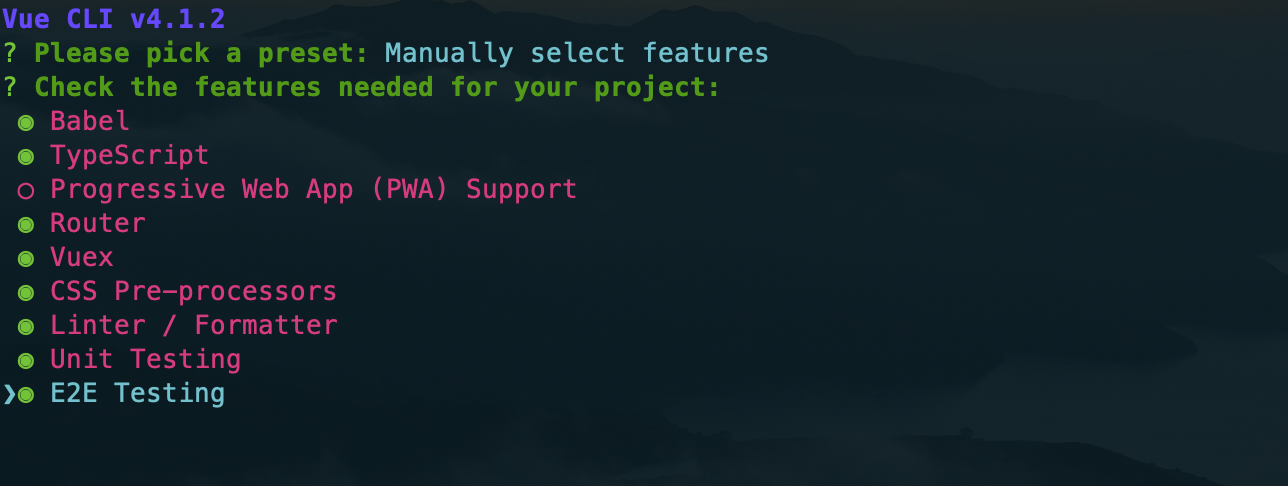 Vue CLI v4.1.2
? Please pick a preset: Manually select features
? Check the features needed for your project:
◉ Babel
◉ TypeScript
◯ Progressive Web App (PWA) Support
◉ Router
◉ Vuex
◉ CSS Pre-processors
◉ Linter / Formatter
◉ Unit Testing
❯◉ E2E Testing